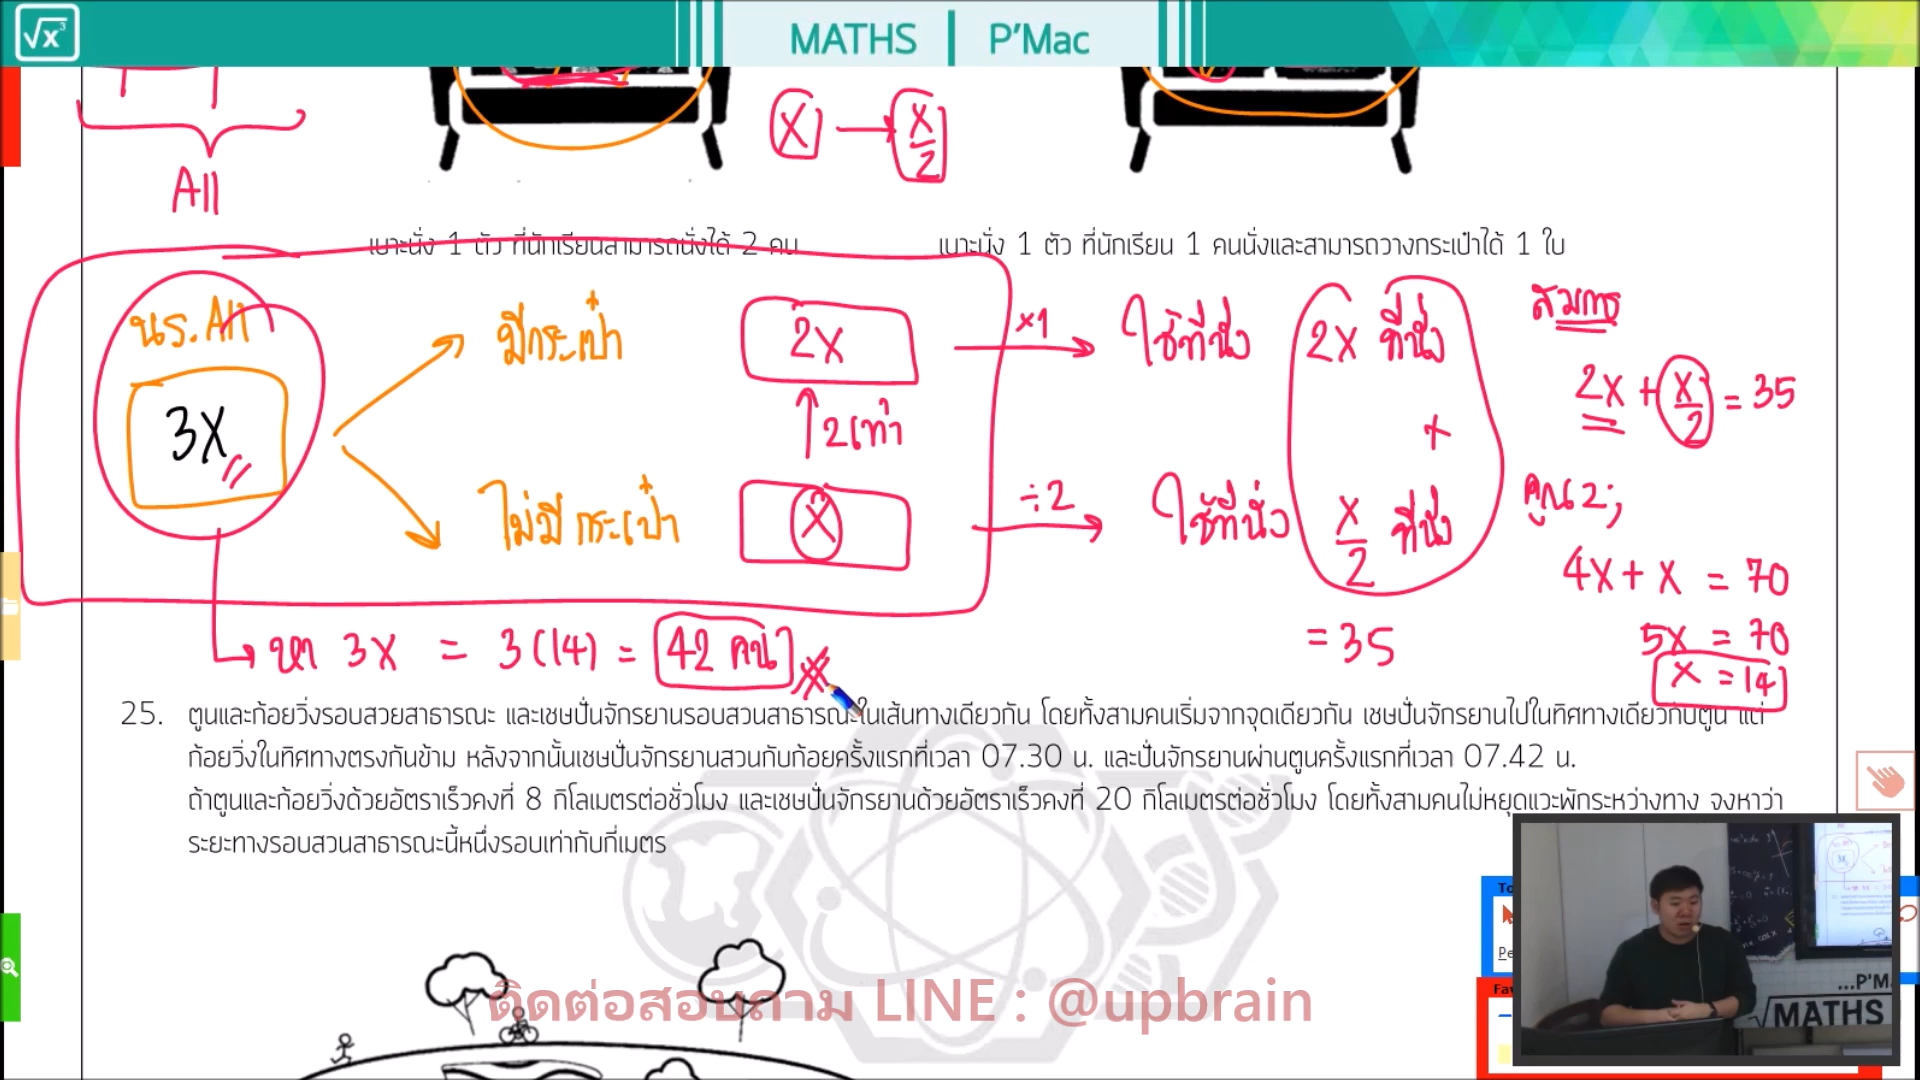 √x³
MATHS | P'Mac
All
x → x/2
เบาะนั่ง 1 ตัว ที่นักเรียนสามารถนั่งได้ 2 คน
เบาะนั่ง 1 ตัว ที่นักเรียน 1 คนนั่งและสามารถวางกระเป๋าได้ 1 ใบ
นร. All
3x
มีกระเป๋า
2x
×1
ใช้ที่นั่ง
2x ที่นั่ง
2เท่า
+
ไม่มีกระเป๋า
x
÷2
ใช้ที่นั่ง
x/2 ที่นั่ง
= 35
สมการ
2x + x/2 = 35
คูณ 2;
4x + x = 70
5x = 70
x = 14
หา 3x = 3(14) = 42 คน
25. ตูนและก้อยวิ่งรอบสวยสาธารณะ และเชษปั่นจักรยานรอบสวนสาธารณะในเส้นทางเดียวกัน โดยทั้งสามคนเริ่มจากจุดเดียวกัน เชษปั่นจักรยานไปในทิศทางเดียวกับตูน แต่
ก้อยวิ่งในทิศทางตรงกันข้าม หลังจากนั้นเชษปั่นจักรยานสวนกับก้อยครั้งแรกที่เวลา 07.30 น. และปั่นจักรยานผ่านตูนครั้งแรกที่เวลา 07.42 น.
ถ้าตูนและก้อยวิ่งด้วยอัตราเร็วคงที่ 8 กิโลเมตรต่อชั่วโมง และเชษปั่นจักรยานด้วยอัตราเร็วคงที่ 20 กิโลเมตรต่อชั่วโมง โดยทั้งสามคนไม่หยุดแวะพักระหว่างทาง จงหาว่า
ระยะทางรอบสวนสาธารณะนี้หนึ่งรอบเท่ากับกี่เมตร
ติดต่อสอบถาม LINE : @upbrain
To
Pe
Fav
...P'Ma
√MATHS